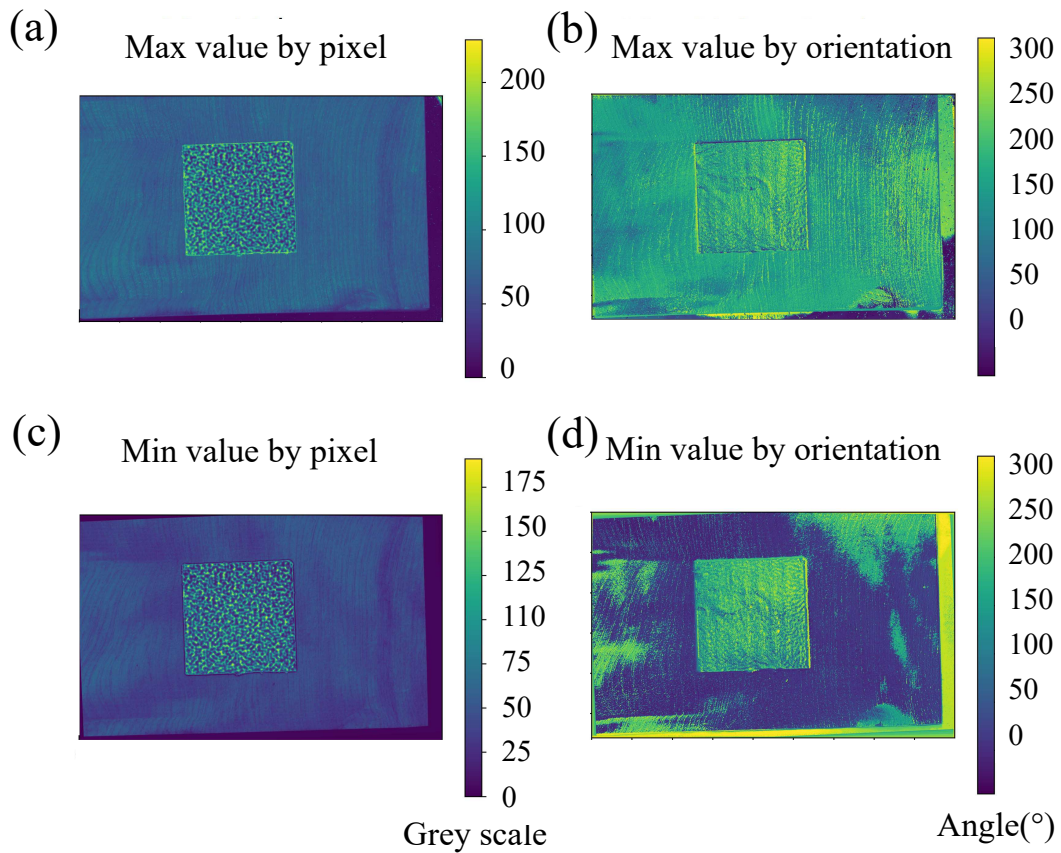 (a)
Max value by pixel
200
150
100
50
0
(b)
Max value by orientation
300
250
200
150
100
50
0
(c)
Min value by pixel
175
150
125
110
75
50
25
0
Grey scale
(d)
Min value by orientation
300
250
200
150
100
50
0
Angle(°)